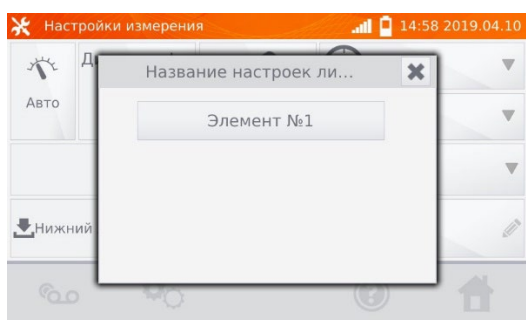 Настройки измерения 14:58 2019.04.10
Название настроек ли...
Авто
Элемент №1
Нижний